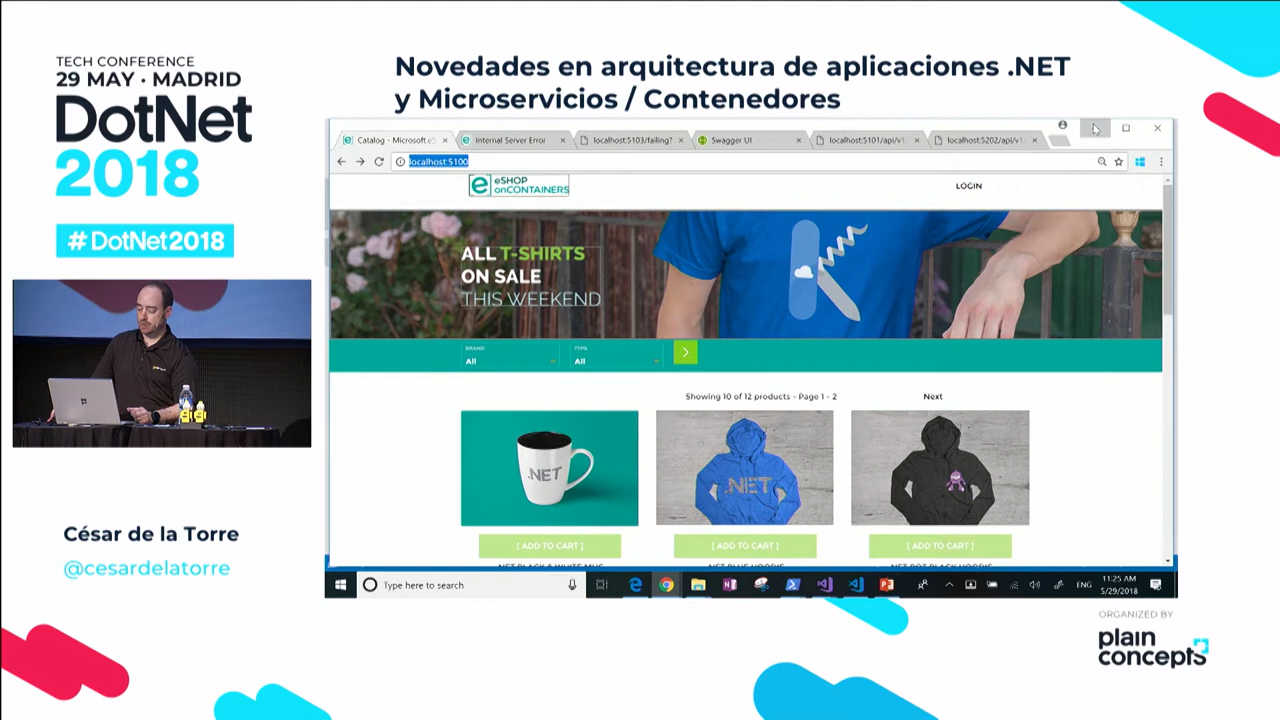 TECH CONFERENCE
29 MAY · MADRID
DotNet
2018
#DotNet2018
Novedades en arquitectura de aplicaciones .NET
y Microservicios / Contenedores
Catalog - Microsoft.eS
Internal Server Error
localhost:5103/failing?
Swagger UI
localhost:5101/api/v1
localhost:5202/api/v1
localhost:5100
eSHOP
onCONTAINERS
LOGIN
ALL T-SHIRTS
ON SALE
THIS WEEKEND
BRAND
All
TYPE
All
Showing 10 of 12 products - Page 1 - 2
Next
.NET
.NET
[ ADD TO CART ]
[ ADD TO CART ]
[ ADD TO CART ]
Type here to search
ENG
11:25 AM
5/29/2018
César de la Torre
@cesardelatorre
ORGANIZED BY
plain
concepts